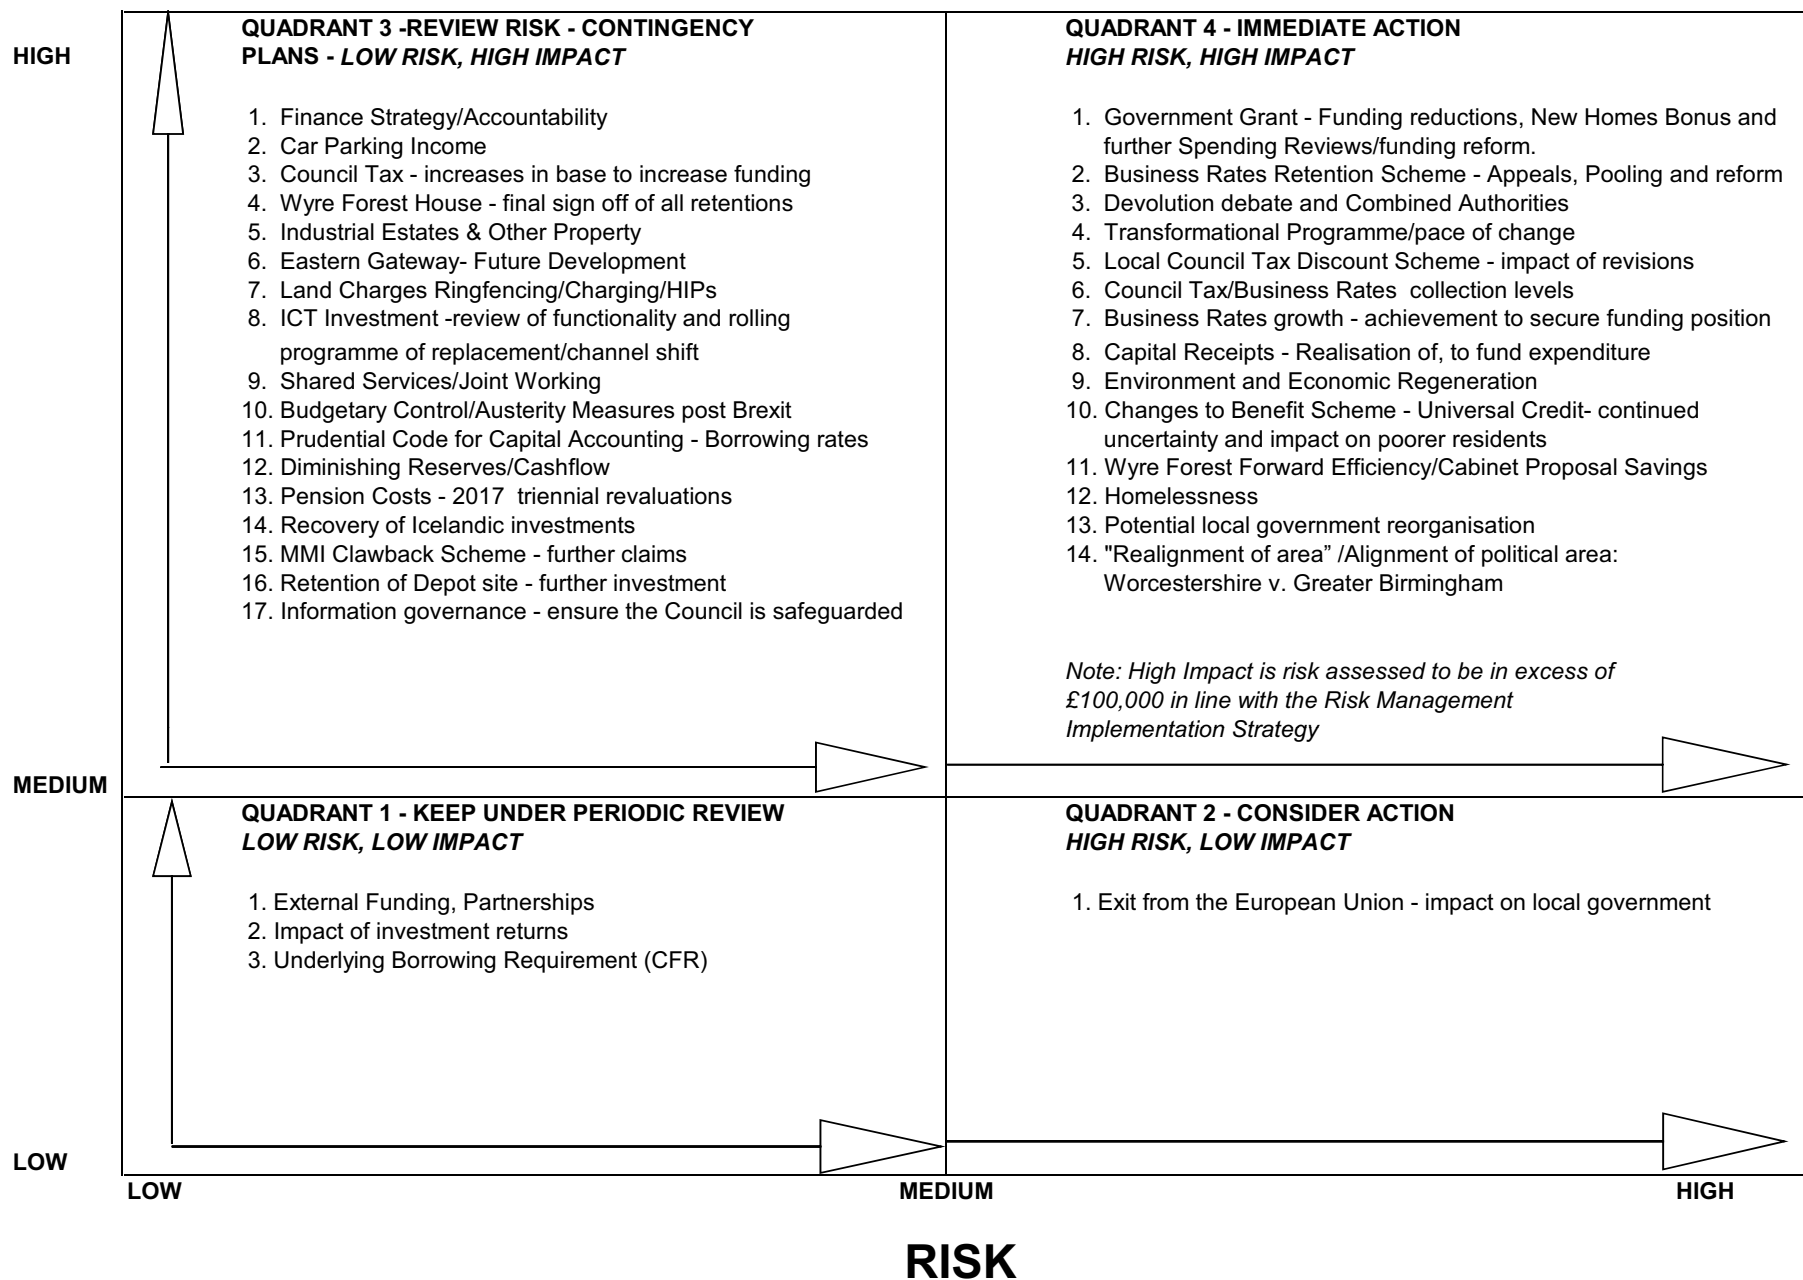 HIGH
QUADRANT 3 -REVIEW RISK - CONTINGENCY
PLANS - LOW RISK, HIGH IMPACT
1. Finance Strategy/Accountability
2. Car Parking Income
3. Council Tax - increases in base to increase funding
4. Wyre Forest House - final sign off of all retentions
5. Industrial Estates & Other Property
6. Eastern Gateway- Future Development
7. Land Charges Ringfencing/Charging/HIPs
8. ICT Investment -review of functionality and rolling
programme of replacement/channel shift
9. Shared Services/Joint Working
10. Budgetary Control/Austerity Measures post Brexit
11. Prudential Code for Capital Accounting - Borrowing rates
12. Diminishing Reserves/Cashflow
13. Pension Costs - 2017 triennial revaluations
14. Recovery of Icelandic investments
15. MMI Clawback Scheme - further claims
16. Retention of Depot site - further investment
17. Information governance - ensure the Council is safeguarded
QUADRANT 4 - IMMEDIATE ACTION
HIGH RISK, HIGH IMPACT
1. Government Grant - Funding reductions, New Homes Bonus and
further Spending Reviews/funding reform.
2. Business Rates Retention Scheme - Appeals, Pooling and reform
3. Devolution debate and Combined Authorities
4. Transformational Programme/pace of change
5. Local Council Tax Discount Scheme - impact of revisions
6. Council Tax/Business Rates collection levels
7. Business Rates growth - achievement to secure funding position
8. Capital Receipts - Realisation of, to fund expenditure
9. Environment and Economic Regeneration
10. Changes to Benefit Scheme - Universal Credit- continued
uncertainty and impact on poorer residents
11. Wyre Forest Forward Efficiency/Cabinet Proposal Savings
12. Homelessness
13. Potential local government reorganisation
14. "Realignment of area” /Alignment of political area:
Worcestershire v. Greater Birmingham
Note: High Impact is risk assessed to be in excess of
£100,000 in line with the Risk Management
Implementation Strategy
MEDIUM
QUADRANT 1 - KEEP UNDER PERIODIC REVIEW
LOW RISK, LOW IMPACT
1. External Funding, Partnerships
2. Impact of investment returns
3. Underlying Borrowing Requirement (CFR)
QUADRANT 2 - CONSIDER ACTION
HIGH RISK, LOW IMPACT
1. Exit from the European Union - impact on local government
LOW
LOW
MEDIUM
HIGH
RISK